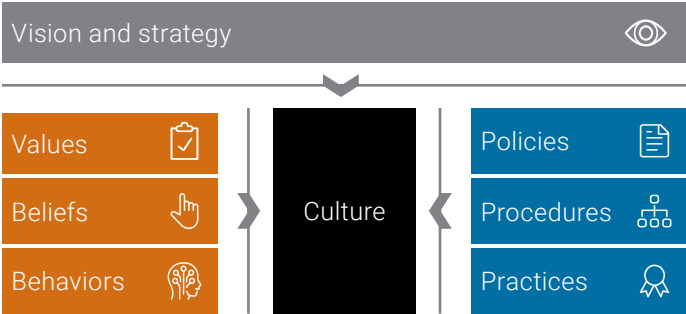 Vision and strategy
Values
Beliefs
Behaviors
Culture
Policies
Procedures
Practices